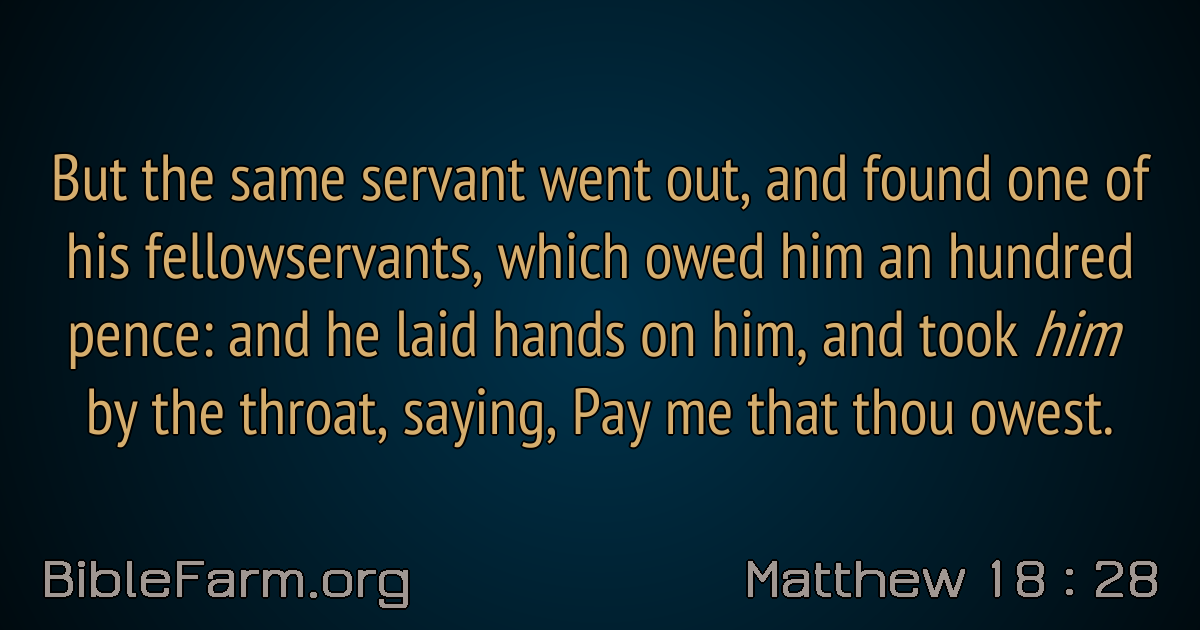 But the same servant went out, and found one of
his fellowservants, which owed him an hundred
pence: and he laid hands on him, and took him
by the throat, saying, Pay me that thou owest.
BibleFarm.org
Matthew 18 : 28